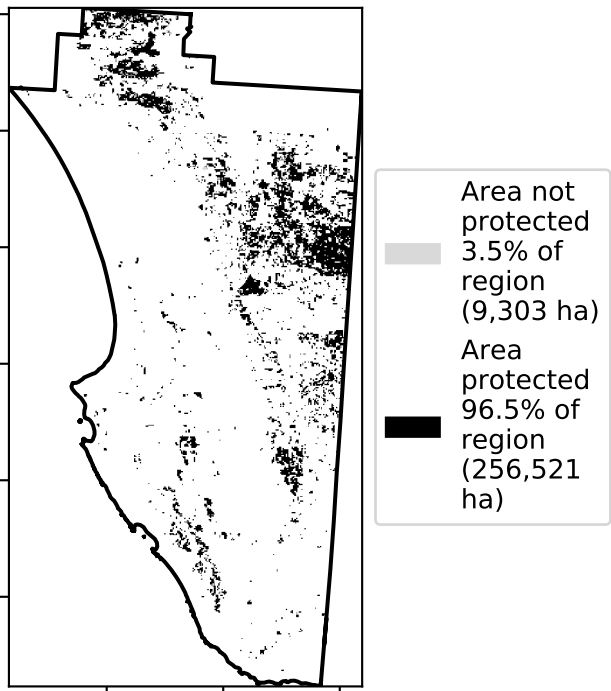 Area not
protected
3.5% of
region
(9,303 ha)
Area
protected
96.5% of
region
(256,521
ha)